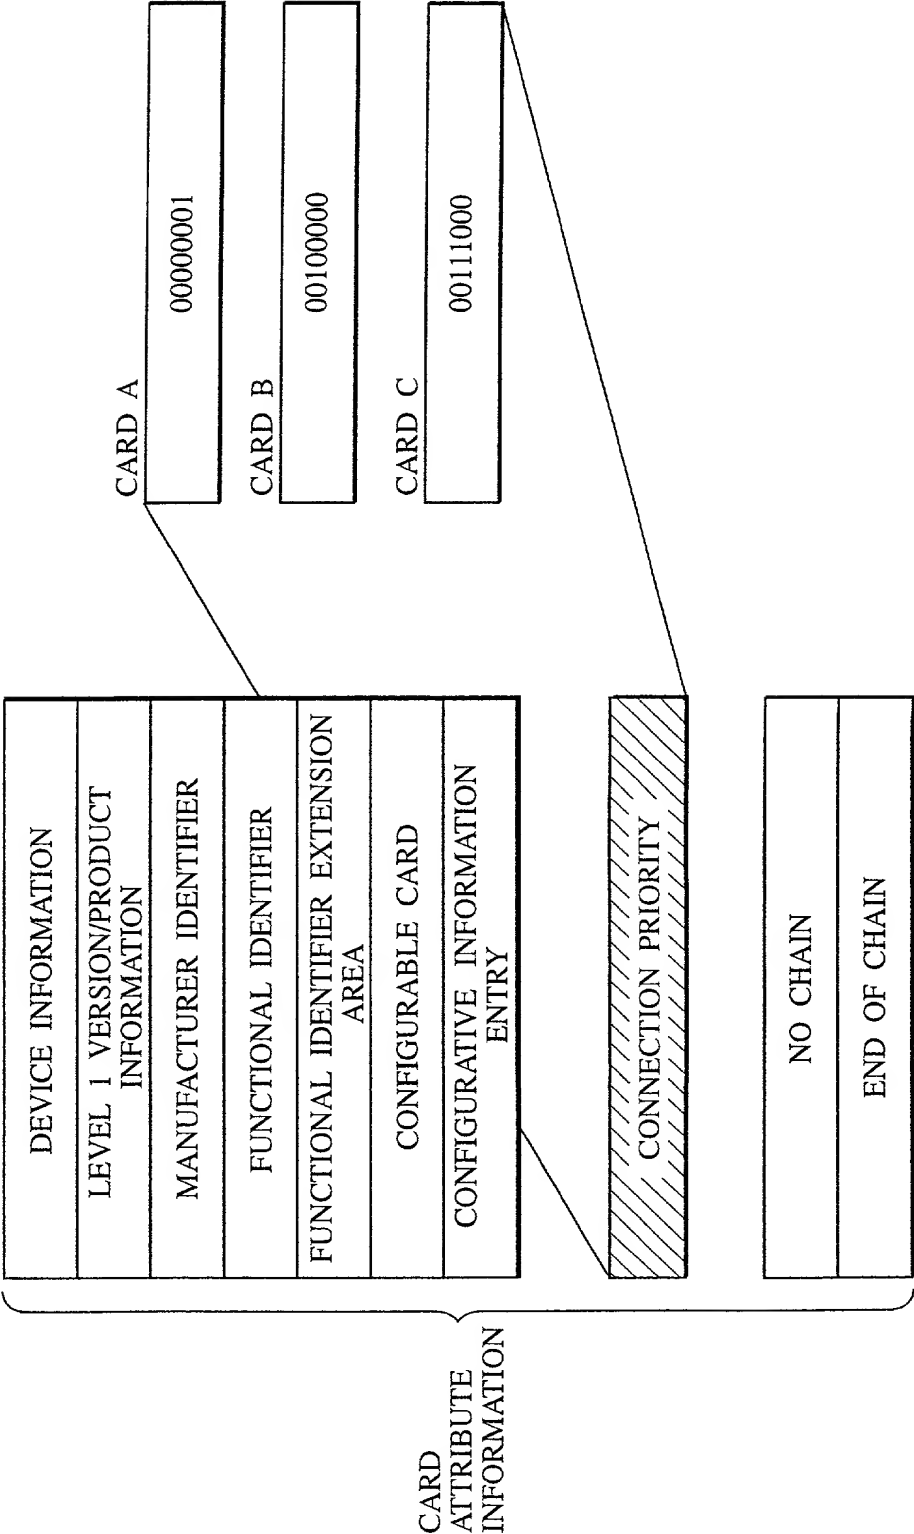 CARD
ATTRIBUTE
INFORMATION
DEVICE INFORMATION
LEVEL 1 VERSION/PRODUCT
INFORMATION
MANUFACTURER IDENTIFIER
FUNCTIONAL IDENTIFIER
FUNCTIONAL IDENTIFIER EXTENSION
AREA
CONFIGURABLE CARD
CONFIGURATIVE INFORMATION
ENTRY
CONNECTION PRIORITY
NO CHAIN
END OF CHAIN
CARD A
00000001
CARD B
00100000
CARD C
00111000